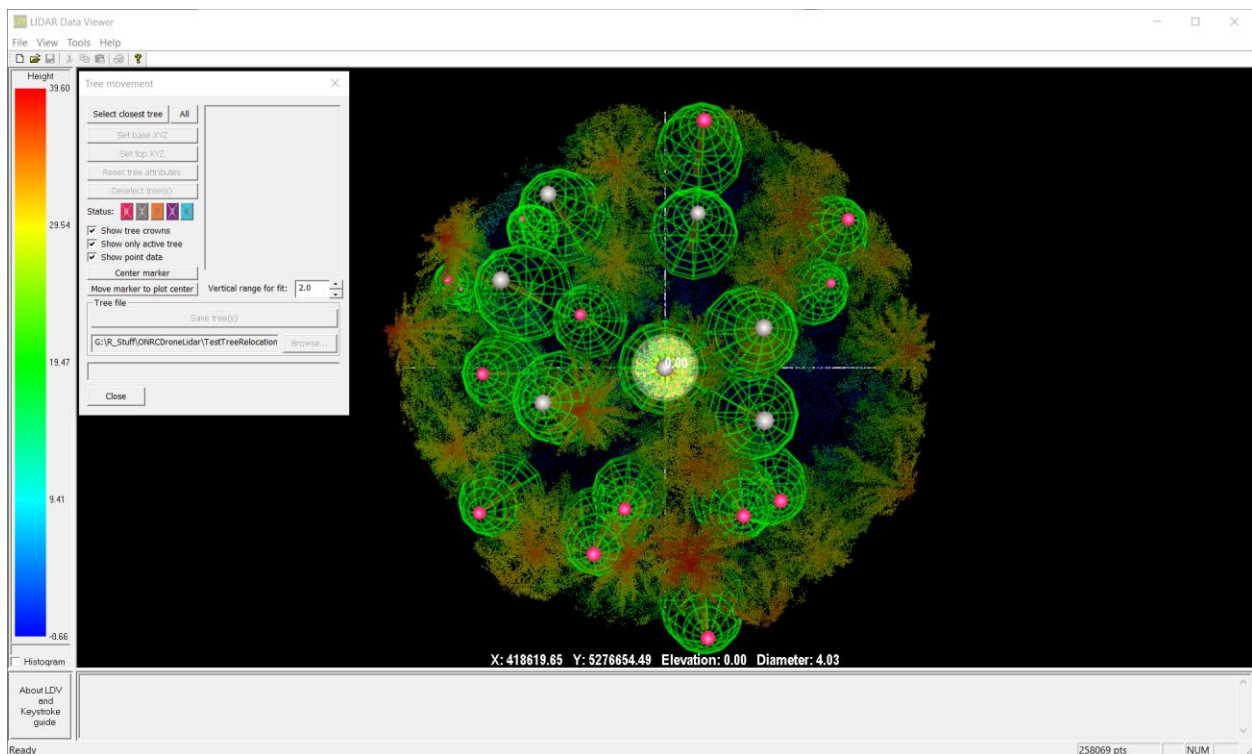 LIDAR Data Viewer
File View Tools Help
Height
39.60
29.54
19.47
9.41
-0.66
Histogram
Tree movement
Select closest tree All
Set base XYZ
Set top XYZ
Reset tree attributes
Deselect tree(s)
Status:
Show tree crowns
Show only active tree
Show point data
Center marker
Move marker to plot center Vertical range for fit: 2.0
Tree file
Save tree(s)
G:\R_Stuff\ONRCDroneLidar\TestTreeRelocation Browse...
Close
0.00
X: 418619.65 Y: 5276654.49 Elevation: 0.00 Diameter: 4.03
About LDV
and
Keystroke
guide
Ready 258069 pts NUM